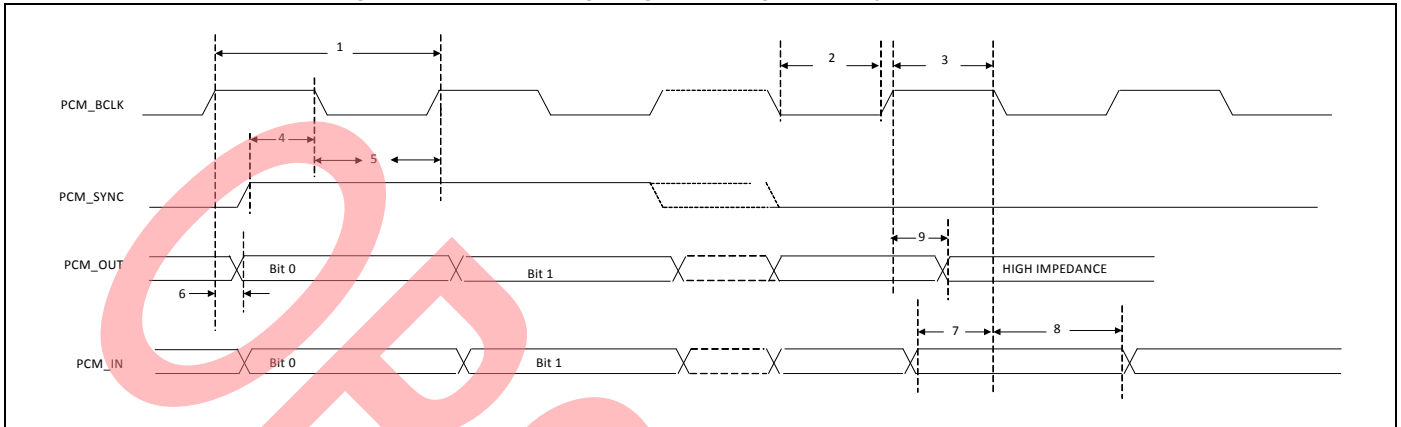 1
2
3
PCM_BCLK
4
5
PCM_SYNC
9
PCM_OUT
Bit 0
Bit 1
HIGH IMPEDANCE
6
7
8
PCM_IN
Bit 0
Bit 1